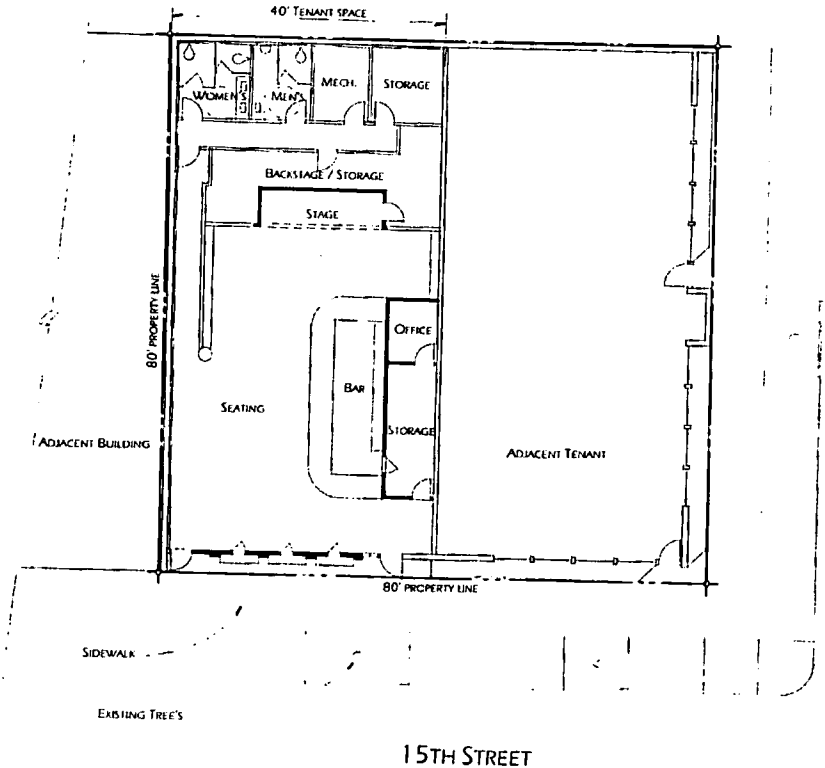 40' TENANT SPACE
WOMEN'S
MEN'S
MECH.
STORAGE
BACKSTAGE / STORAGE
STAGE
80' PROPERTY LINE
OFFICE
BAR
SEATING
STORAGE
ADJACENT BUILDING
ADJACENT TENANT
80' PROPERTY LINE
SIDEWALK
EXISTING TREE'S
15TH STREET